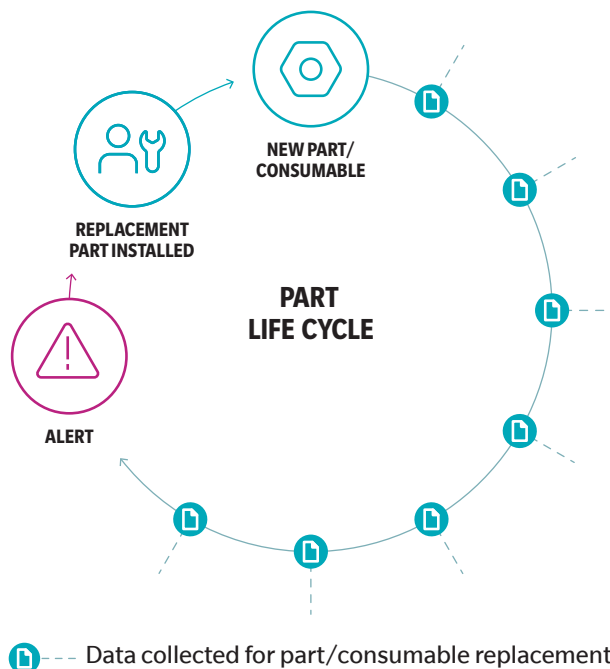 NEW PART/
CONSUMABLE
REPLACEMENT
PART INSTALLED
PART
LIFE CYCLE
ALERT
Data collected for part/consumable replacement